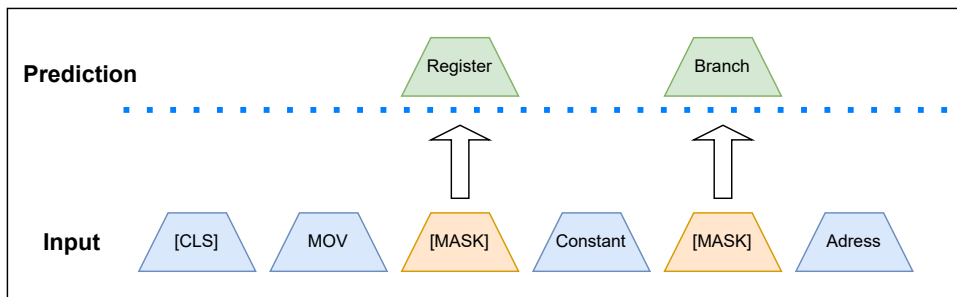 Prediction
Register
Branch
Input
[CLS]
MOV
[MASK]
Constant
[MASK]
Adress